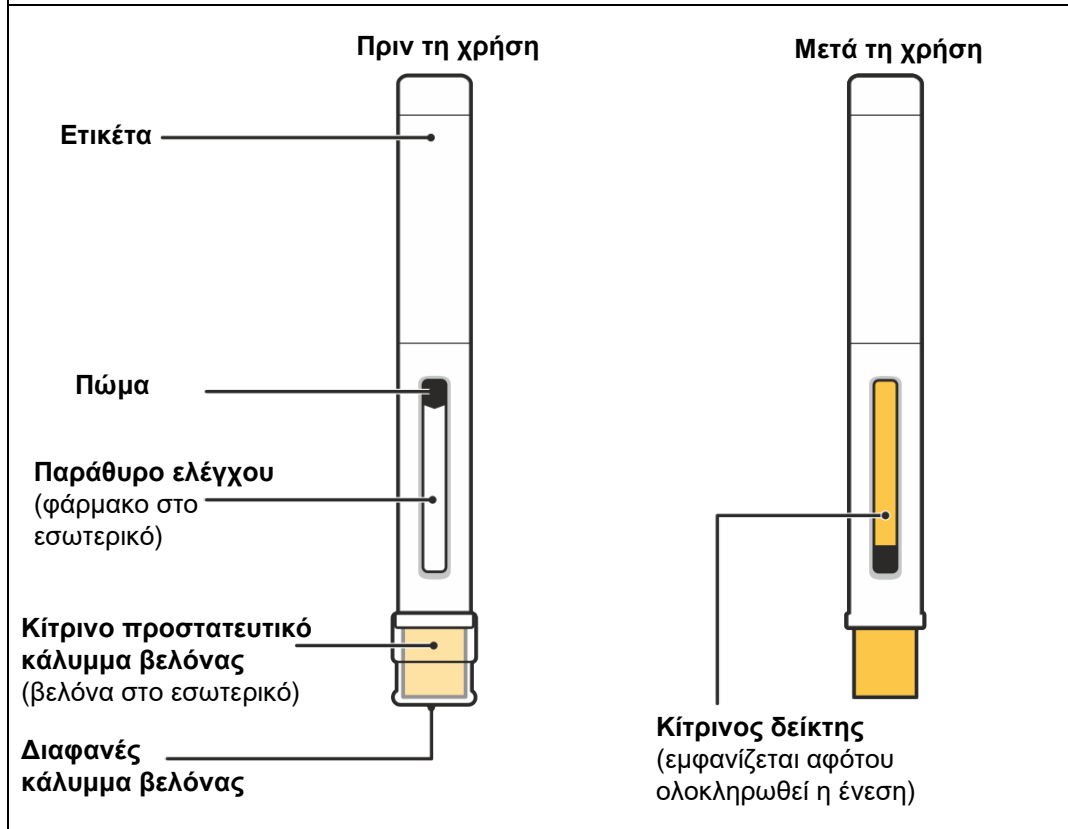 Πριν τη χρήση
Μετά τη χρήση
Ετικέτα
Πώμα
Παράθυρο ελέγχου
(φάρμακο στο
εσωτερικό)
Κίτρινο προστατευτικό
κάλυμμα βελόνας
(βελόνα στο εσωτερικό)
Διαφανές
κάλυμμα βελόνας
Κίτρινος δείκτης
(εμφανίζεται αφότου
ολοκληρωθεί η ένεση)